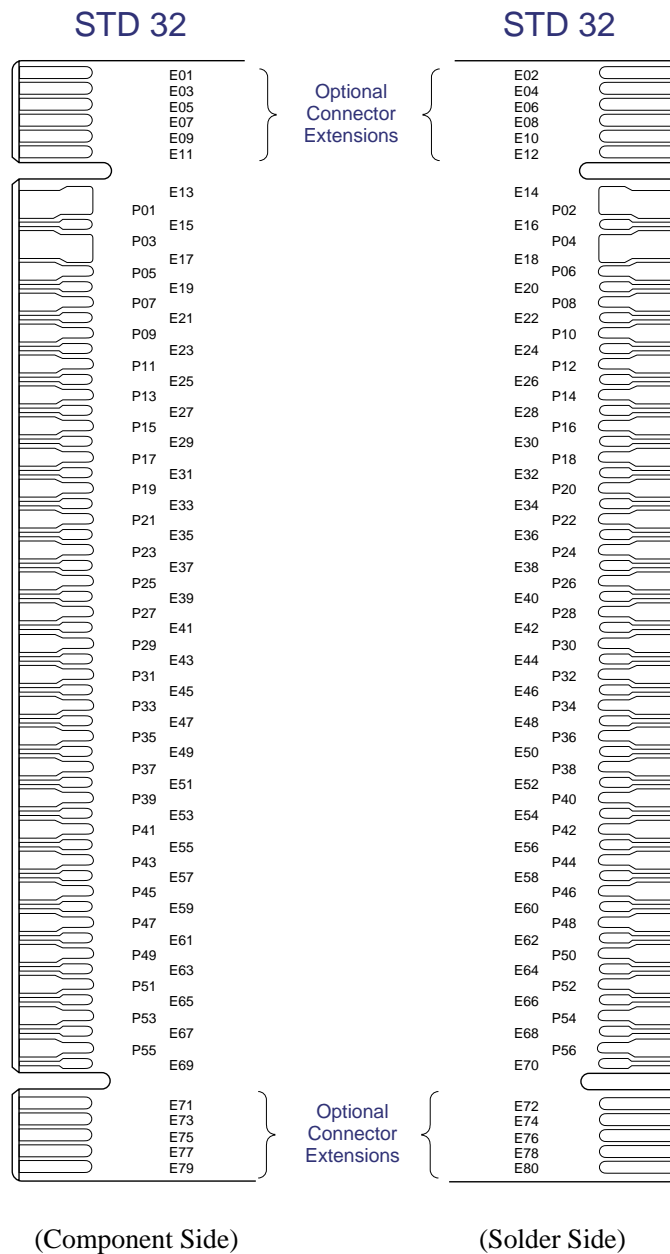 STD 32 STD 32
E01 E02
E03 Optional E04
E05 Connector E06
E07 Extensions E08
E09 E10
E11 E12
E13 E14
P01 P02
E15 E16
P03 P04
E17 E18
P05 P06
E19 E20
P07 P08
E21 E22
P09 P10
E23 E24
P11 P12
E25 E26
P13 P14
E27 E28
P15 P16
E29 E30
P17 P18
E31 E32
P19 P20
E33 E34
P21 P22
E35 E36
P23 P24
E37 E38
P25 P26
E39 E40
P27 P28
E41 E42
P29 P30
E43 E44
P31 P32
E45 E46
P33 P34
E47 E48
P35 P36
E49 E50
P37 P38
E51 E52
P39 P40
E53 E54
P41 P42
E55 E56
P43 P44
E57 E58
P45 P46
E59 E60
P47 P48
E61 E62
P49 P50
E63 E64
P51 P52
E65 E66
P53 P54
E67 E68
P55 P56
E69 E70
E71 Optional E72
E73 Connector E74
E75 Extensions E76
E77 E78
E79 E80
(Component Side) (Solder Side)